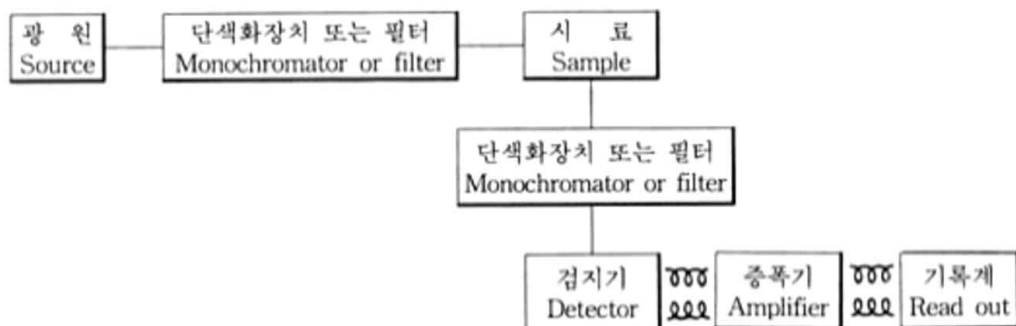 광 원
Source
단색화장치 또는 필터
Monochromator or filter
시 료
Sample
단색화장치 또는 필터
Monochromator or filter
검지기
Detector
증폭기
Amplifier
기록계
Read out